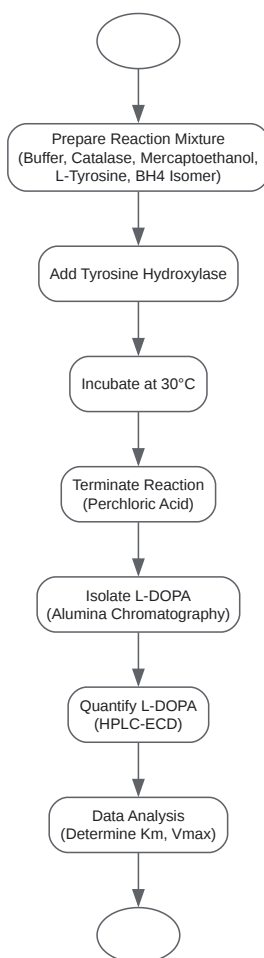 Prepare Reaction Mixture
(Buffer, Catalase, Mercaptoethanol,
L-Tyrosine, BH4 Isomer)
Add Tyrosine Hydroxylase
Incubate at 30°C
Terminate Reaction
(Perchloric Acid)
Isolate L-DOPA
(Alumina Chromatography)
Quantify L-DOPA
(HPLC-ECD)
Data Analysis
(Determine Km, Vmax)